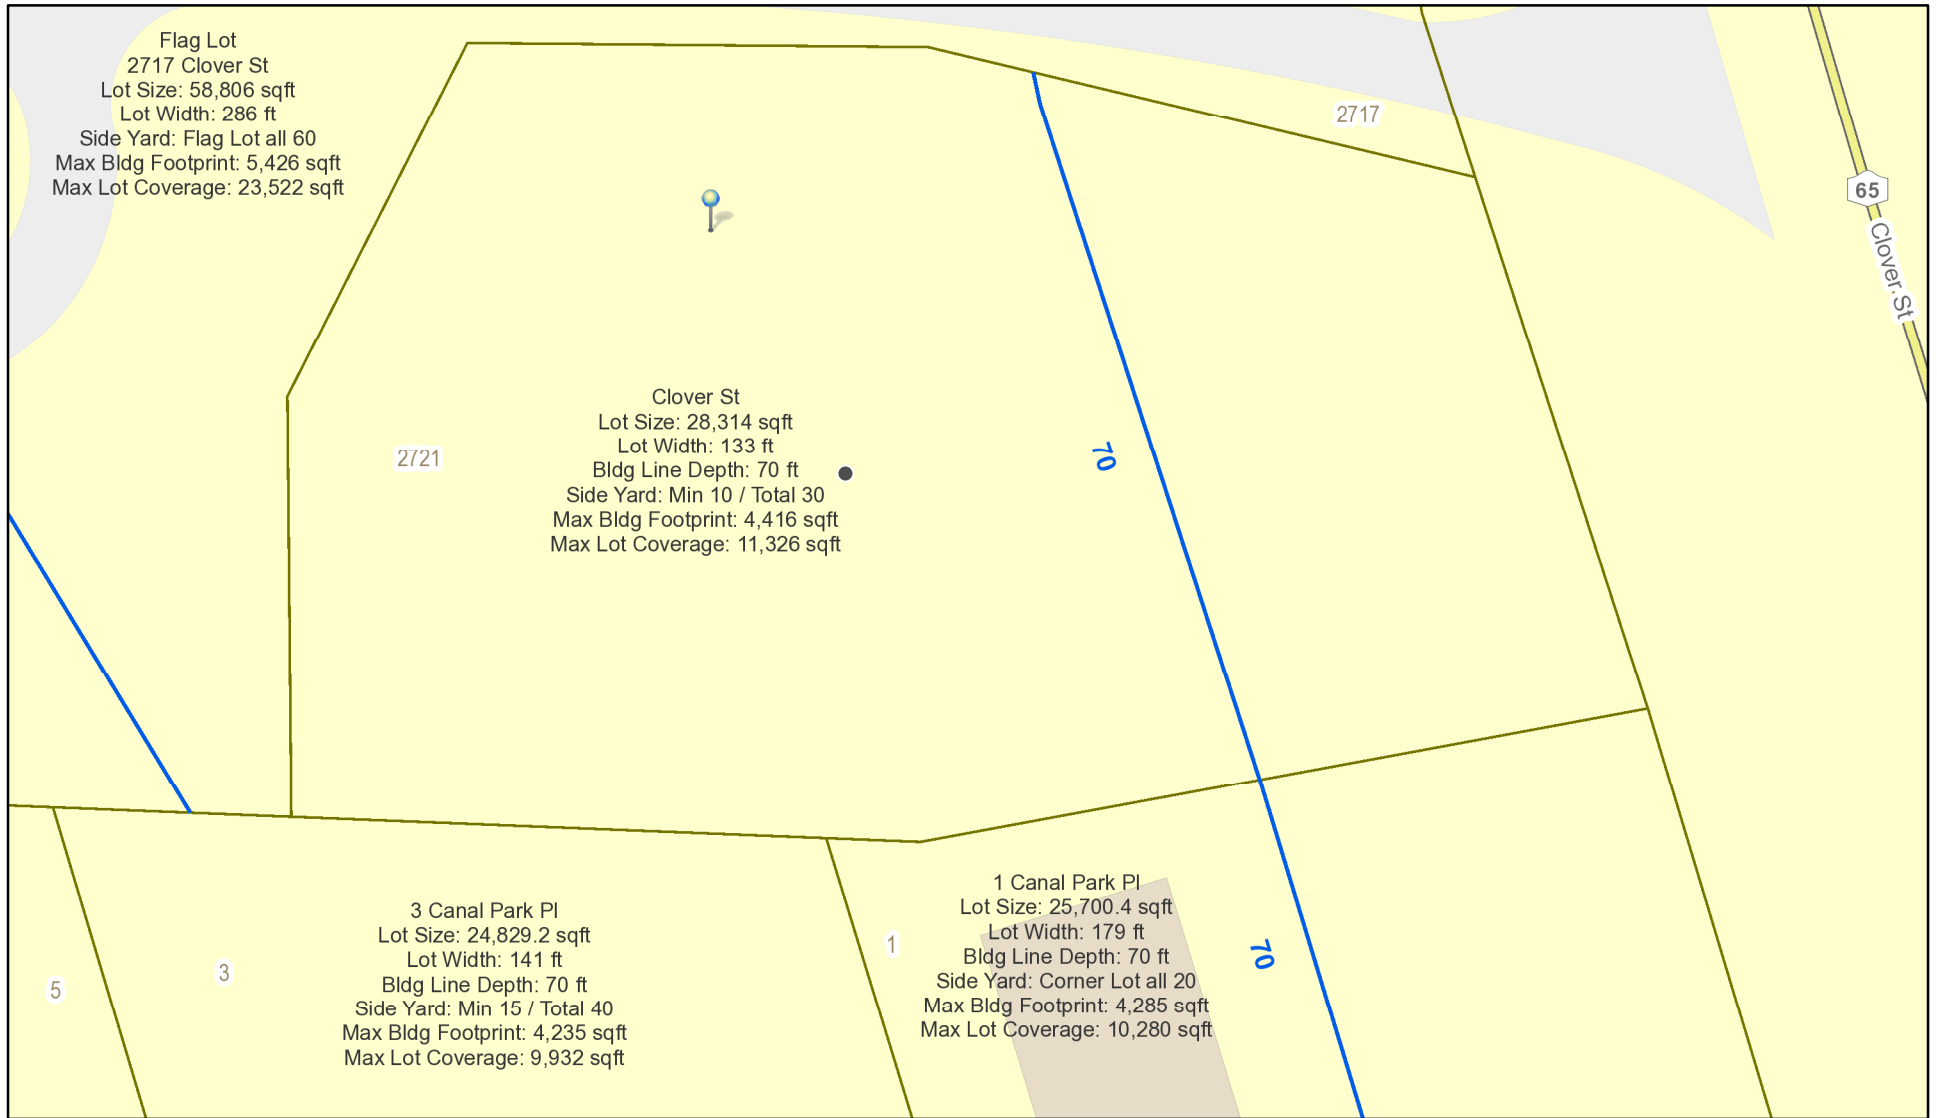 Flag Lot
2717 Clover St
Lot Size: 58,806 sqft
Lot Width: 286 ft
Side Yard: Flag Lot all 60
Max Bldg Footprint: 5,426 sqft
Max Lot Coverage: 23,522 sqft
2717
65
Clover St
Clover St
Lot Size: 28,314 sqft
Lot Width: 133 ft
Bldg Line Depth: 70 ft
Side Yard: Min 10 / Total 30
Max Bldg Footprint: 4,416 sqft
Max Lot Coverage: 11,326 sqft
2721
70
3 Canal Park Pl
Lot Size: 24,829.2 sqft
Lot Width: 141 ft
Bldg Line Depth: 70 ft
Side Yard: Min 15 / Total 40
Max Bldg Footprint: 4,235 sqft
Max Lot Coverage: 9,932 sqft
5
3
1
1 Canal Park Pl
Lot Size: 25,700.4 sqft
Lot Width: 179 ft
Bldg Line Depth: 70 ft
Side Yard: Corner Lot all 20
Max Bldg Footprint: 4,285 sqft
Max Lot Coverage: 10,280 sqft
70